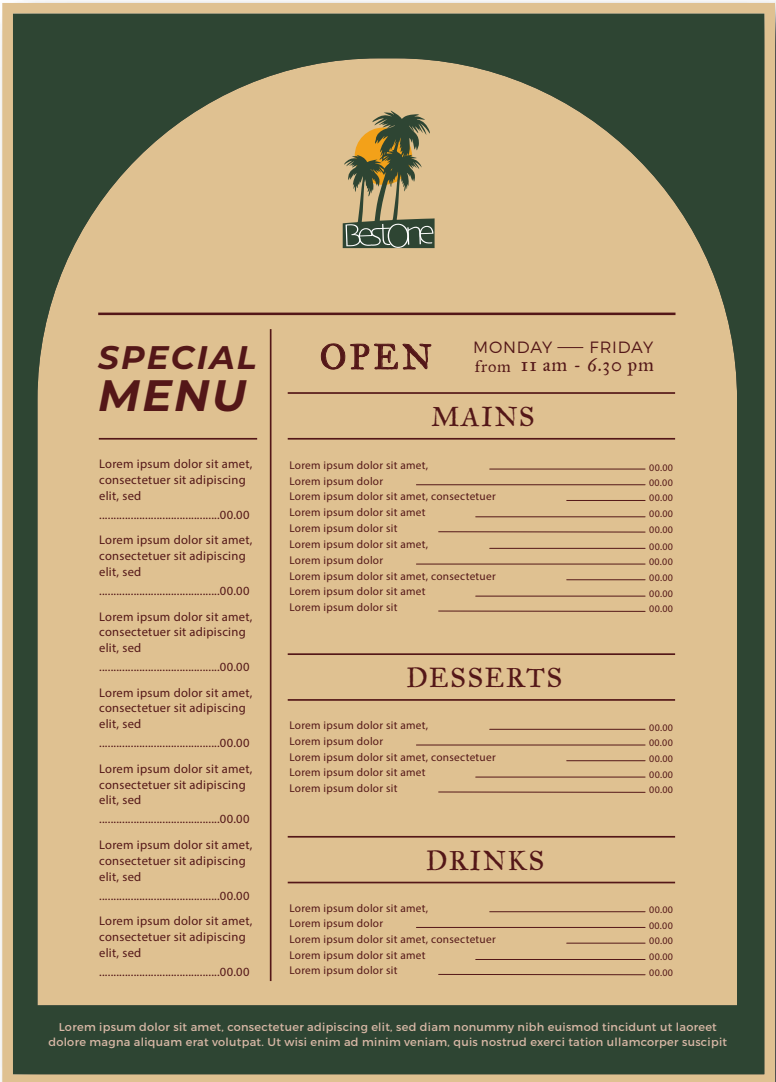 BestOne
SPECIAL
MENU
Lorem ipsum dolor sit amet,
consectetuer sit adipiscing
elit, sed
..........................................00.00
Lorem ipsum dolor sit amet,
consectetuer sit adipiscing
elit, sed
..........................................00.00
Lorem ipsum dolor sit amet,
consectetuer sit adipiscing
elit, sed
..........................................00.00
Lorem ipsum dolor sit amet,
consectetuer sit adipiscing
elit, sed
..........................................00.00
Lorem ipsum dolor sit amet,
consectetuer sit adipiscing
elit, sed
..........................................00.00
Lorem ipsum dolor sit amet,
consectetuer sit adipiscing
elit, sed
..........................................00.00
Lorem ipsum dolor sit amet,
consectetuer sit adipiscing
elit, sed
..........................................00.00
OPEN
MONDAY — FRIDAY
from 11 am - 6.30 pm
MAINS
Lorem ipsum dolor sit amet, 00.00
Lorem ipsum dolor 00.00
Lorem ipsum dolor sit amet, consectetuer 00.00
Lorem ipsum dolor sit amet 00.00
Lorem ipsum dolor sit 00.00
Lorem ipsum dolor sit amet, 00.00
Lorem ipsum dolor 00.00
Lorem ipsum dolor sit amet, consectetuer 00.00
Lorem ipsum dolor sit amet 00.00
Lorem ipsum dolor sit 00.00
DESSERTS
Lorem ipsum dolor sit amet, 00.00
Lorem ipsum dolor 00.00
Lorem ipsum dolor sit amet, consectetuer 00.00
Lorem ipsum dolor sit amet 00.00
Lorem ipsum dolor sit 00.00
DRINKS
Lorem ipsum dolor sit amet, 00.00
Lorem ipsum dolor 00.00
Lorem ipsum dolor sit amet, consectetuer 00.00
Lorem ipsum dolor sit amet 00.00
Lorem ipsum dolor sit 00.00
Lorem ipsum dolor sit amet, consectetuer adipiscing elit, sed diam nonummy nibh euismod tincidunt ut laoreet
dolore magna aliquam erat volutpat. Ut wisi enim ad minim veniam, quis nostrud exerci tation ullamcorper suscipit